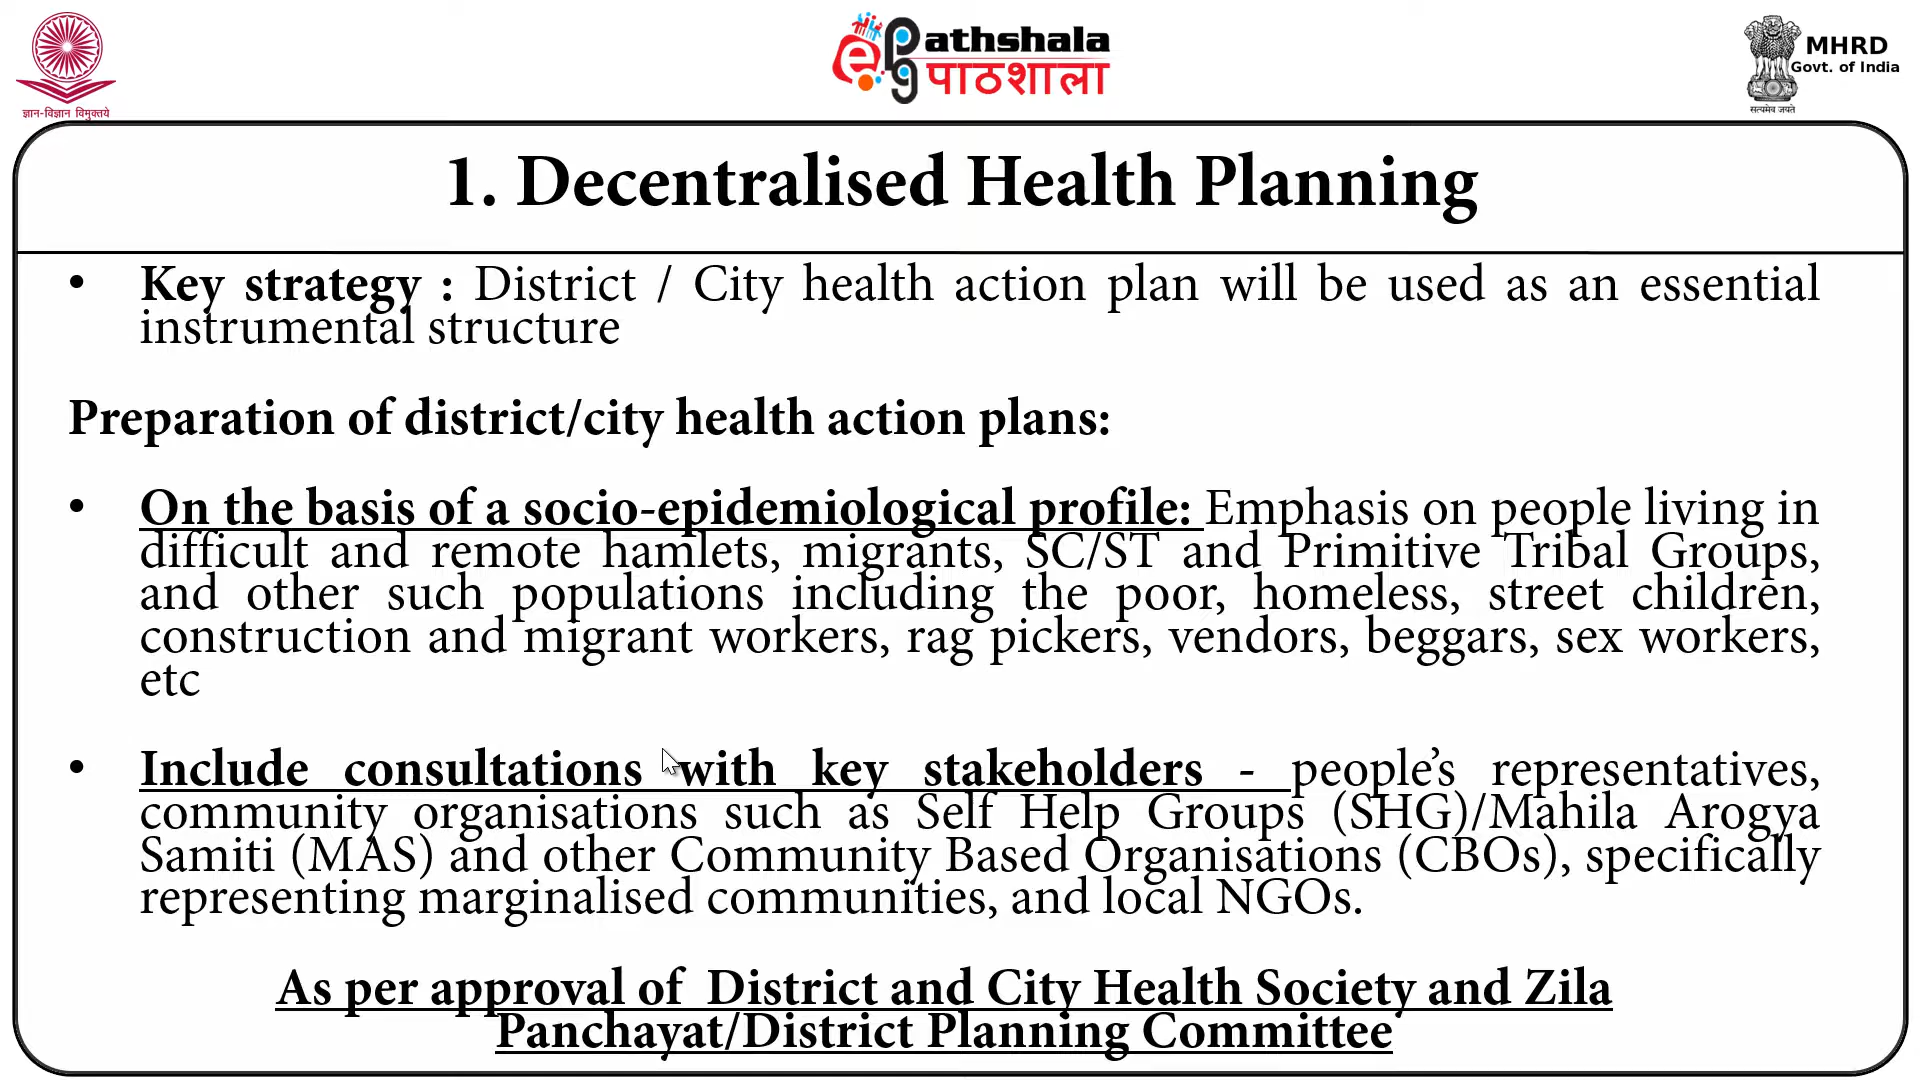 ज्ञान-विज्ञान विमुक्तये
ePG Pathshala
पाठशाला
MHRD
Govt. of India
सत्यमेव जयते
1. Decentralised Health Planning
• Key strategy : District / City health action plan will be used as an essential
instrumental structure
Preparation of district/city health action plans:
• On the basis of a socio-epidemiological profile: Emphasis on people living in
difficult and remote hamlets, migrants, SC/ST and Primitive Tribal Groups,
and other such populations including the poor, homeless, street children,
construction and migrant workers, rag pickers, vendors, beggars, sex workers,
etc
• Include consultations with key stakeholders - people’s representatives,
community organisations such as Self Help Groups (SHG)/Mahila Arogya
Samiti (MAS) and other Community Based Organisations (CBOs), specifically
representing marginalised communities, and local NGOs.
As per approval of District and City Health Society and Zila
Panchayat/District Planning Committee